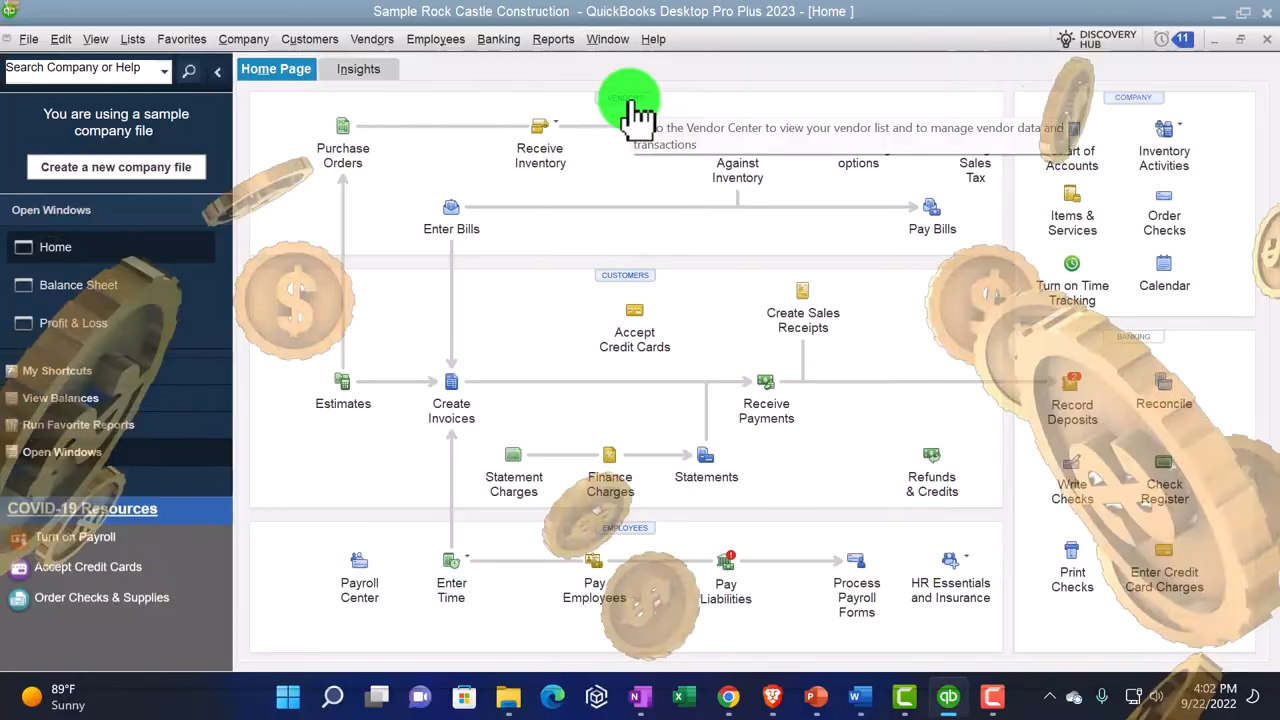 Sample Rock Castle Construction - QuickBooks Desktop Pro Plus 2023 - [Home ]
File Edit View Lists Favorites Company Customers Vendors Employees Banking Reports Window Help
DISCOVERY
HUB
11
Search Company or Help
Home Page
Insights
You are using a sample
company file
Create a new company file
Open Windows
Home
Balance Sheet
Profit & Loss
My Shortcuts
View Balances
Run Favorite Reports
Open Windows
COVID-19 Resources
Turn on Payroll
Accept Credit Cards
Order Checks & Supplies
VENDORS
the Vendor Center to view your vendor list and to manage vendor data and
transactions
Purchase
Orders
Receive
Inventory
Against
Inventory
options
Sales
Tax
Enter Bills
Pay Bills
CUSTOMERS
Accept
Credit Cards
Create Sales
Receipts
Estimates
Create
Invoices
Receive
Payments
Statement
Charges
Finance
Charges
Statements
Refunds
& Credits
EMPLOYEES
Payroll
Center
Enter
Time
Pay
Employees
Pay
Liabilities
Process
Payroll
Forms
HR Essentials
and Insurance
COMPANY
of
Accounts
Inventory
Activities
Items &
Services
Order
Checks
Turn on Time
Tracking
Calendar
BANKING
2
Record
Deposits
Reconcile
Write
Checks
Check
Register
Print
Checks
Enter Credit
Card Charges
89°F
Sunny
4:02 PM
9/22/2022